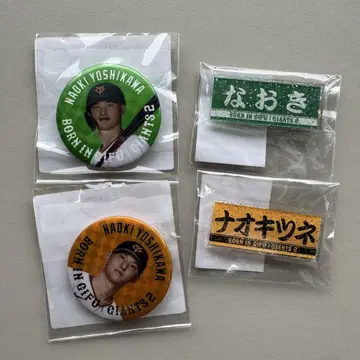 NAOKI YOSHIKAWA
BORN IN GIFU / GIANTS 2
なおき
BORN IN GIFU / GIANTS 2
NAOKI YOSHIKAWA
BORN IN GIFU / GIANTS 2
ナオキツネ
BORN IN GIFU / GIANTS 2